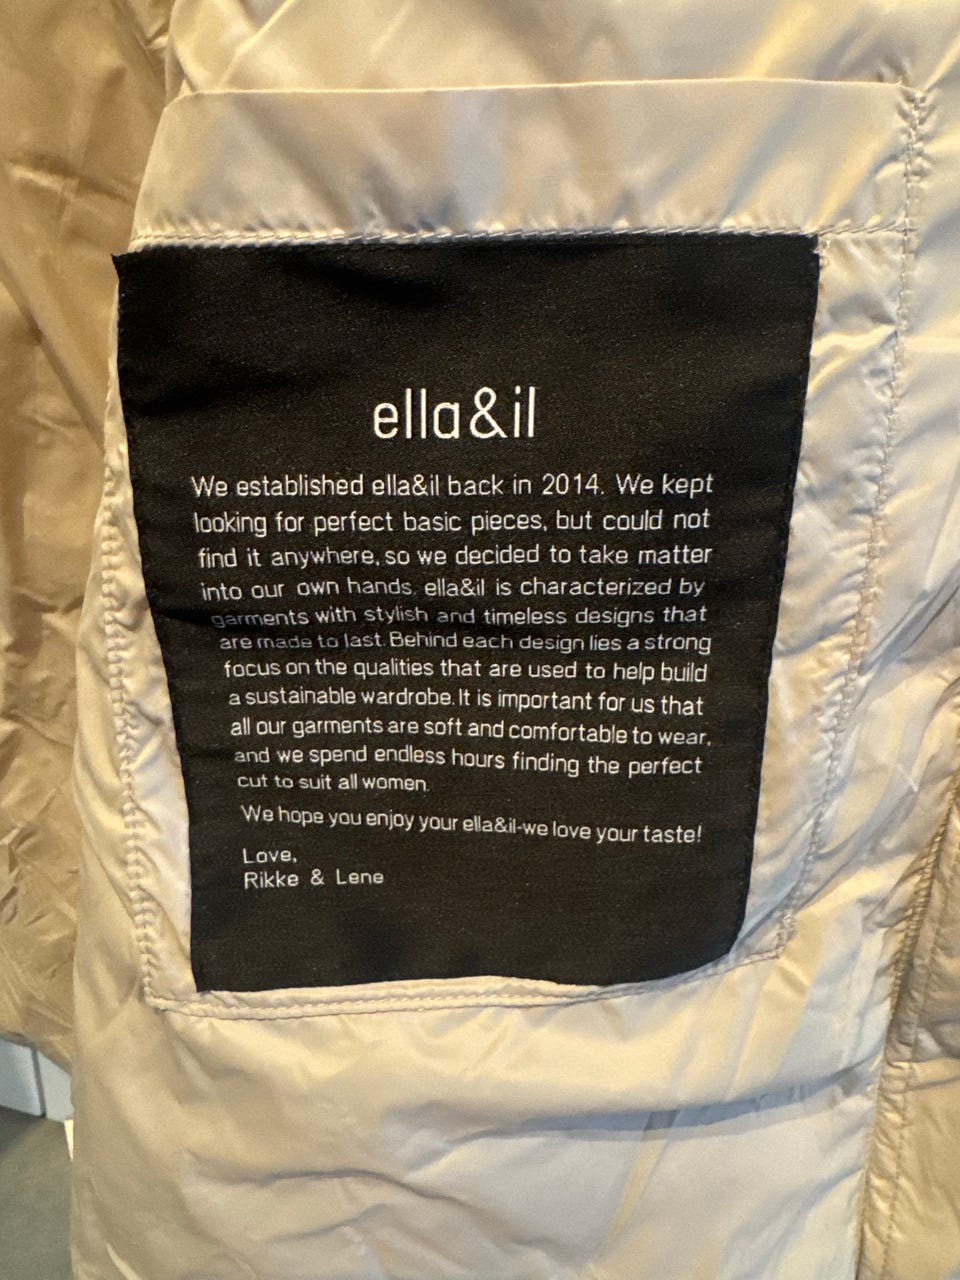 ella&il
We established ella&il back in 2014. We kept
looking for perfect basic pieces, but could not
find it anywhere, so we decided to take matter
into our own hands. ella&il is characterized by
garments with stylish and timeless designs that
are made to last. Behind each design lies a strong
focus on the qualities that are used to help build
a sustainable wardrobe. It is important for us that
all our garments are soft and comfortable to wear,
and we spend endless hours finding the perfect
cut to suit all women.
We hope you enjoy your ella&il-we love your taste!
Love,
Rikke & Lene